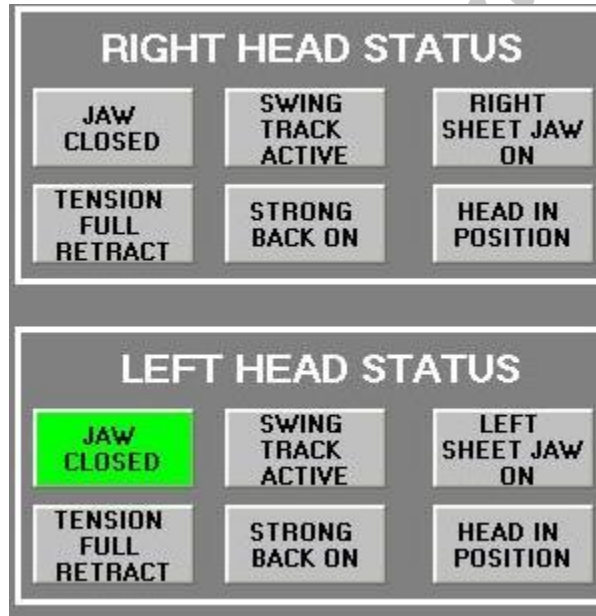 RIGHT HEAD STATUS
JAW
CLOSED
SWING
TRACK
ACTIVE
RIGHT
SHEET JAW
ON
TENSION
FULL
RETRACT
STRONG
BACK ON
HEAD IN
POSITION
LEFT HEAD STATUS
JAW
CLOSED
SWING
TRACK
ACTIVE
LEFT
SHEET JAW
ON
TENSION
FULL
RETRACT
STRONG
BACK ON
HEAD IN
POSITION